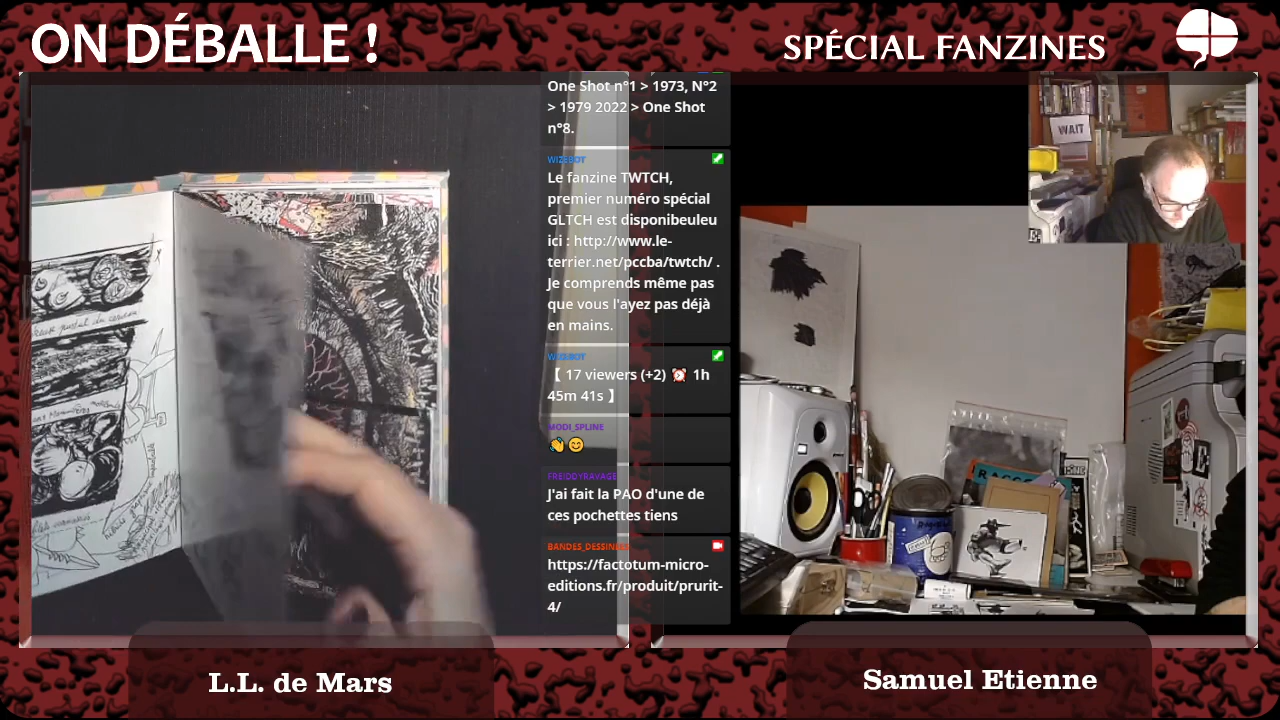 ON DÉBALLE !
SPÉCIAL FANZINES
One Shot n°1 > 1973, N°2
> 1979 2022 > One Shot
n°8.
WIZEBOT
Le fanzine TWTCH,
premier numéro spécial
GLTCH est disponibeuleu
ici : http://www.le-
terrier.net/pccba/twtch/ .
Je comprends même pas
que vous l'ayez pas déjà
en mains.
WIZEBOT
【 17 viewers (+2) ⏰ 1h
45m 41s 】
MODI_SPLINE
👏😊
FREIDDYRAVAGE
J'ai fait la PAO d'une de
ces pochettes tiens
BANDES_DESSINÉES
https://factotum-micro-
editions.fr/produit/prurit-
4/
WAIT
L.L. de Mars
Samuel Etienne